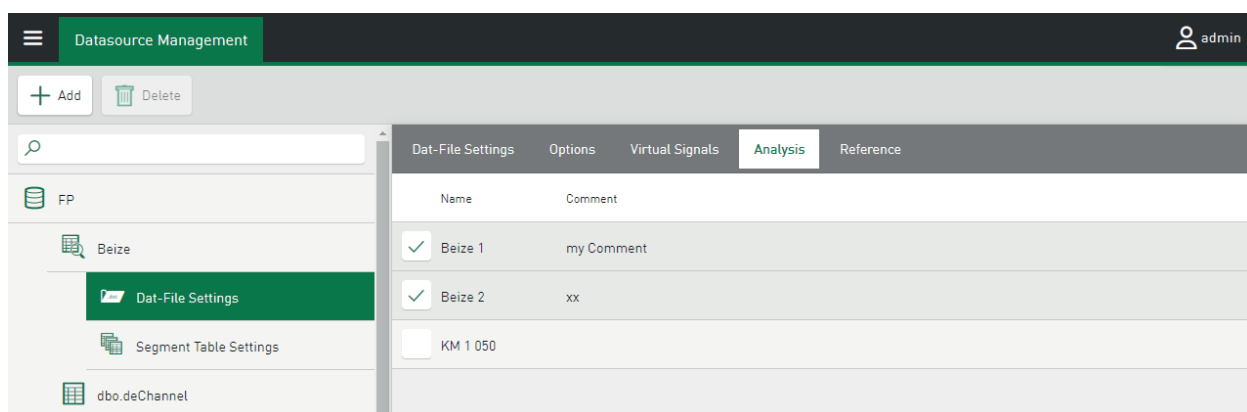 Datasource Management
admin
Add
Delete
Dat-File Settings
Options
Virtual Signals
Analysis
Reference
FP
Name
Comment
Beize
Beize 1
my Comment
Dat-File Settings
Beize 2
xx
Segment Table Settings
KM 1 050
dbo.deChannel